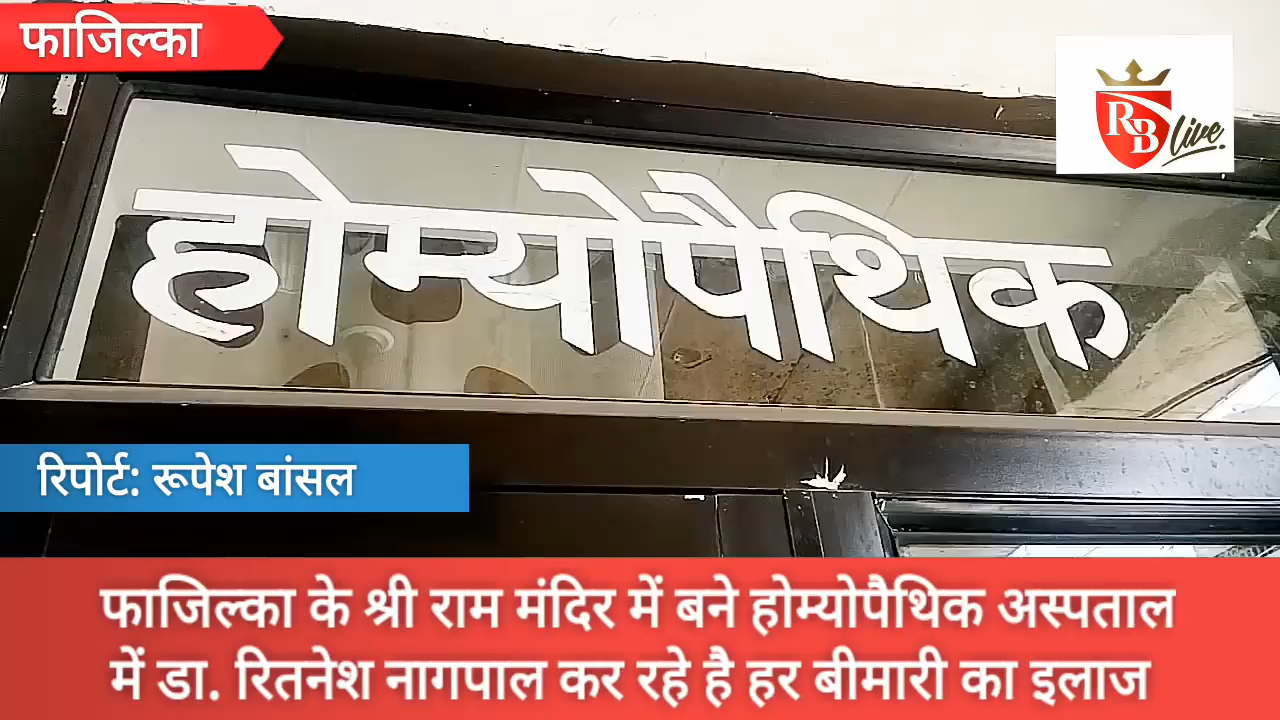 फाजिल्का
RB Live.
होम्योपैथिक
रिपोर्ट: रूपेश बांसल
फाजिल्का के श्री राम मंदिर में बने होम्योपैथिक अस्पताल
में डा. रितनेश नागपाल कर रहे है हर बीमारी का इलाज